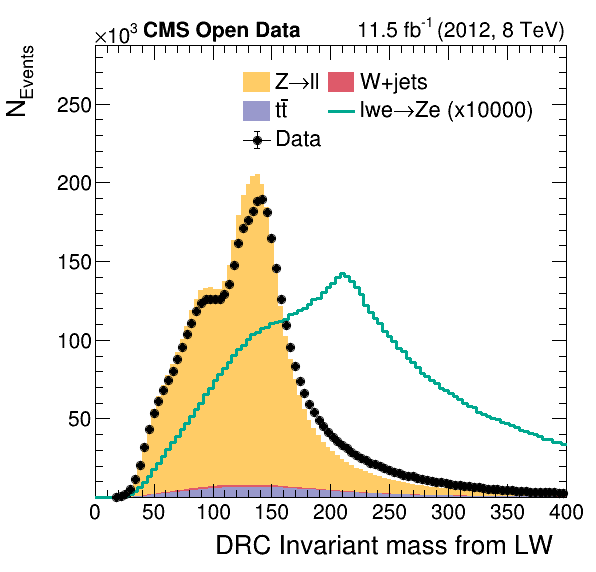 ×10³ CMS Open Data 11.5 fb⁻¹ (2012, 8 TeV)
N_Events
Z→ll W+jets
tt̄ lwe→Ze (x10000)
Data
250
200
150
100
50
0 50 100 150 200 250 300 350 400
DRC Invariant mass from LW